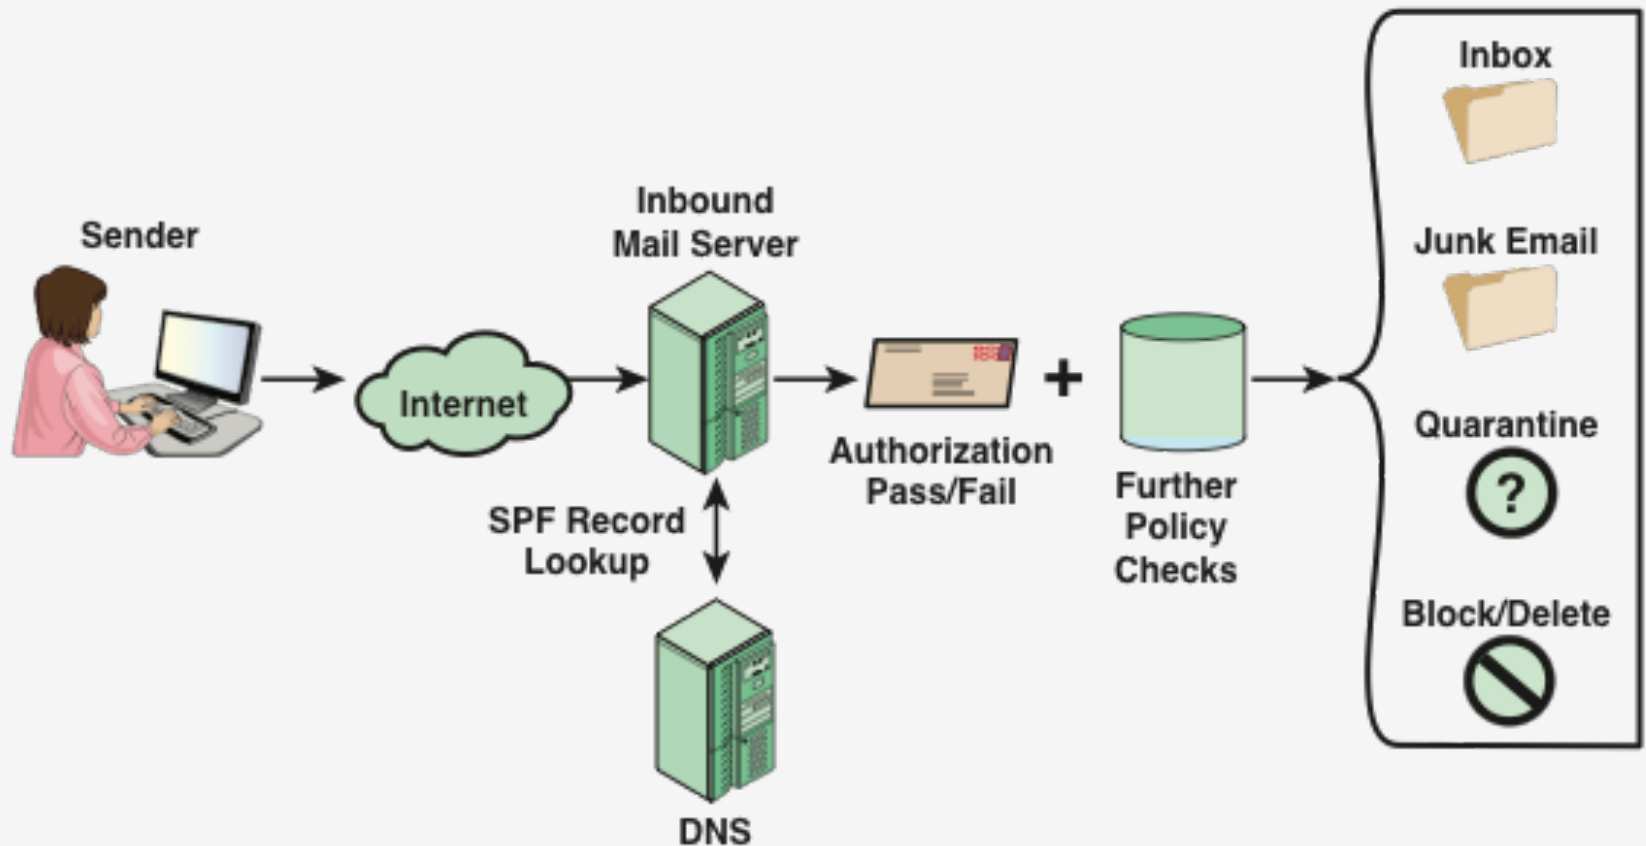 Sender
Internet
Inbound
Mail Server
SPF Record
Lookup
DNS
Authorization
Pass/Fail
+
Further
Policy
Checks
Inbox
Junk Email
Quarantine
?
Block/Delete